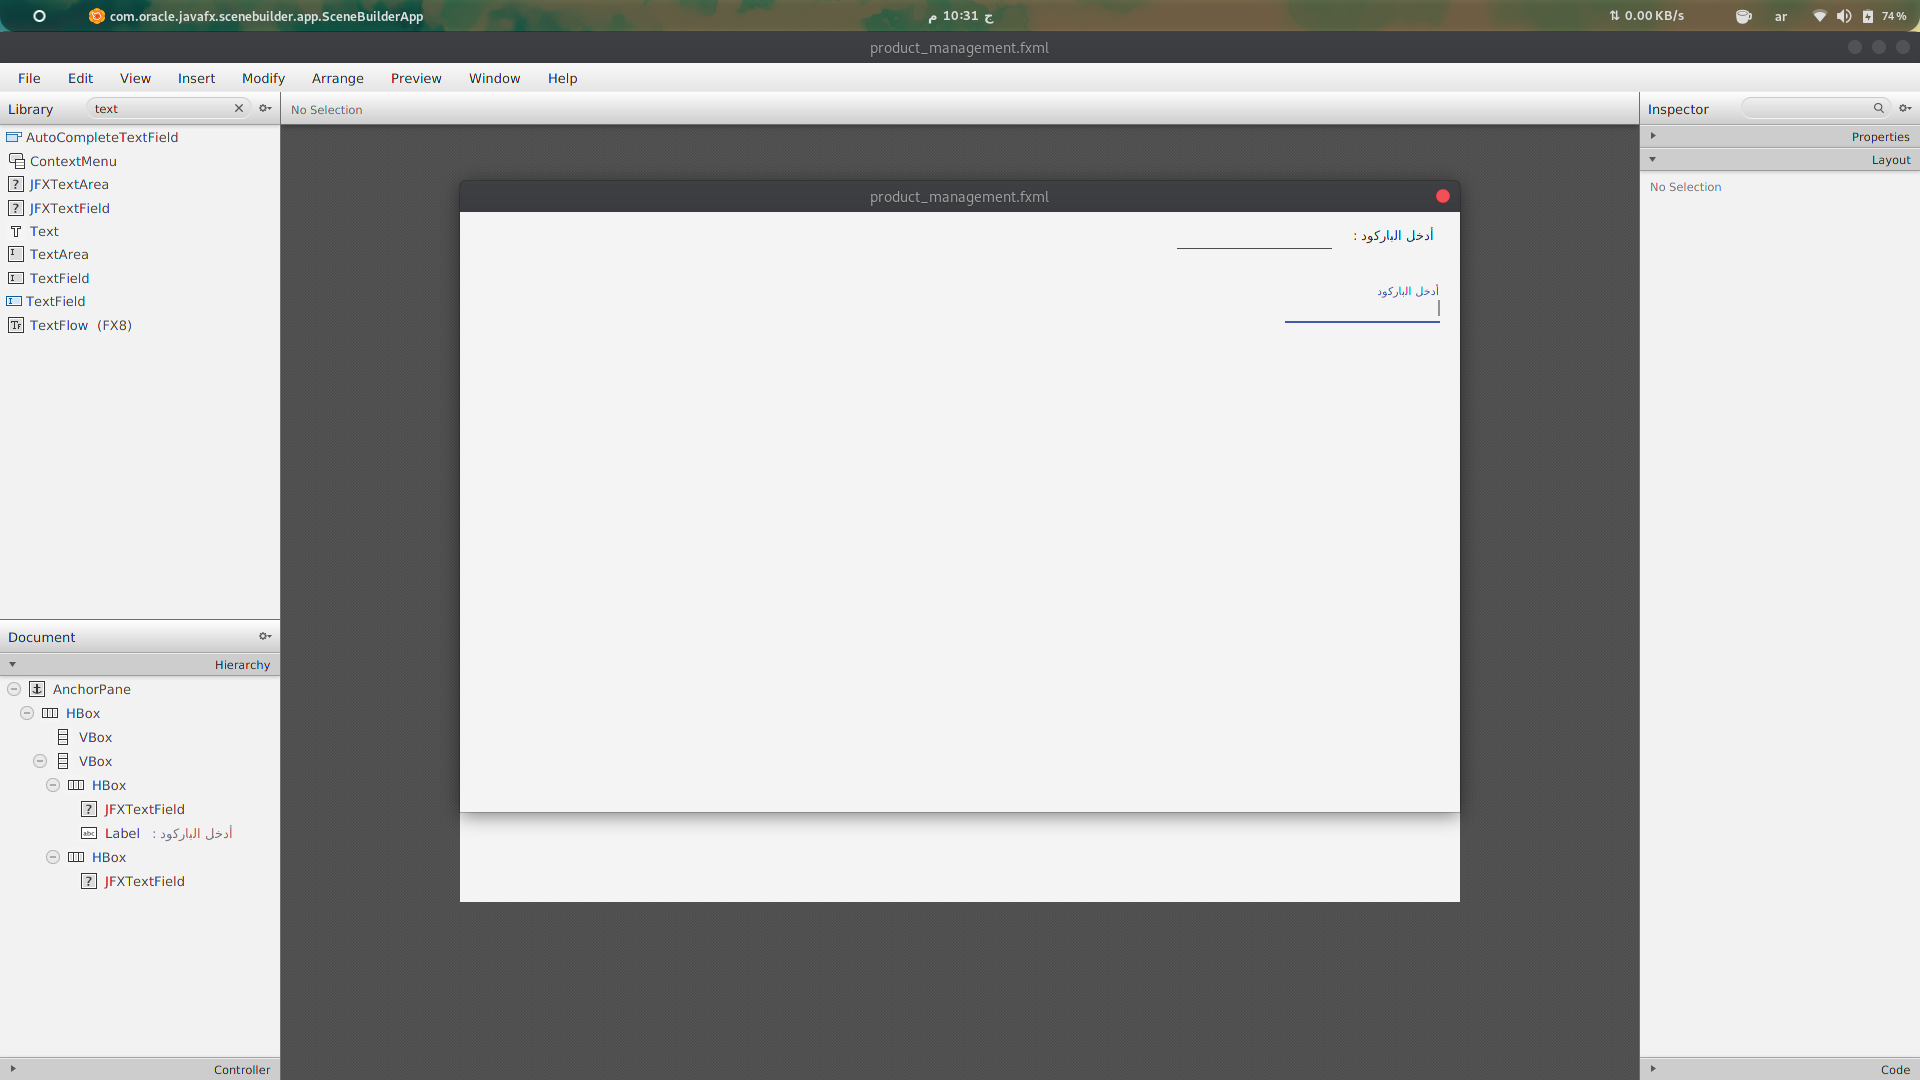 com.oracle.javafx.scenebuilder.app.SceneBuilderApp
ج 10:31 م
0.00 KB/s
ar
74 %
product_management.fxml
File Edit View Insert Modify Arrange Preview Window Help
Library
text
No Selection
Inspector
AutoCompleteTextField
ContextMenu
JFXTextArea
JFXTextField
Text
TextArea
TextField
TextField
TextFlow (FX8)
Properties
Layout
No Selection
product_management.fxml
أدخل الباركود :
أدخل الباركود
Document
Hierarchy
AnchorPane
HBox
VBox
VBox
HBox
JFXTextField
Label أدخل الباركود :
HBox
JFXTextField
Controller
Code